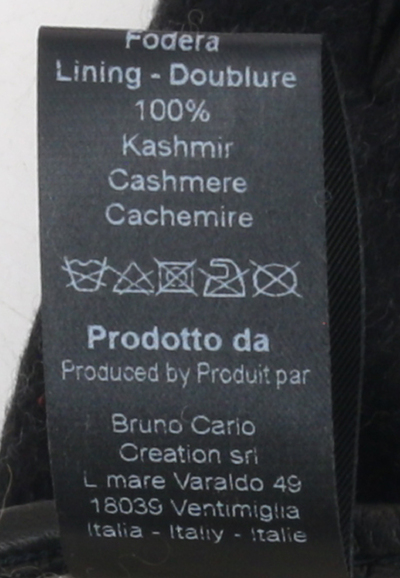 Fodera
Lining - Doublure
100%
Kashmir
Cashmere
Cachemire
Prodotto da
Produced by Produit par
Bruno Carlo
Creation srl
L mare Varaldo 49
18039 Ventimiglia
Italia - Italiy - Italie